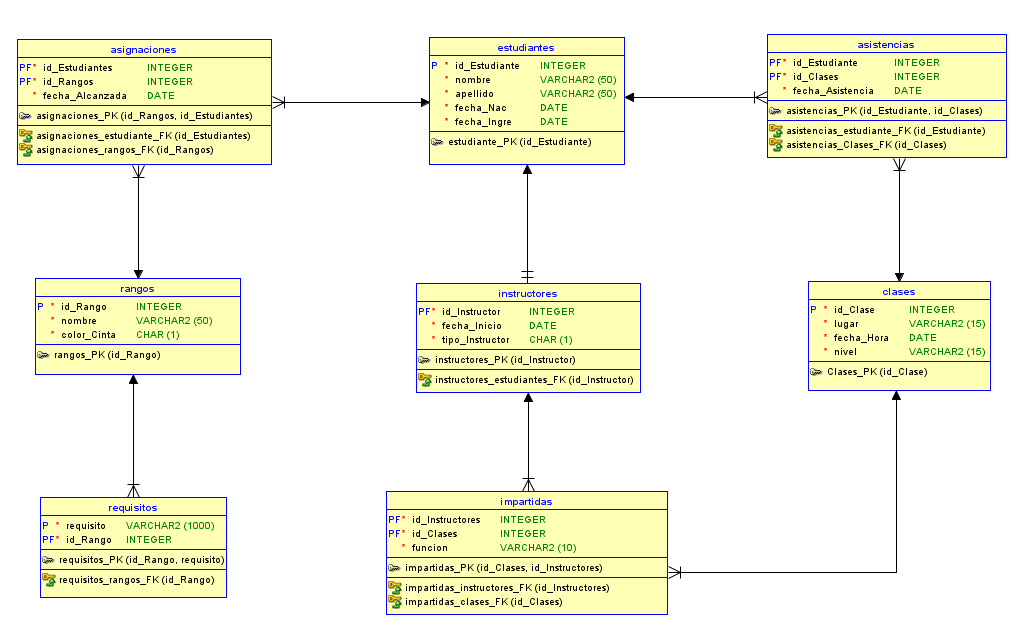 asignaciones
PF* id_Estudiantes INTEGER
PF* id_Rangos INTEGER
* fecha_Alcanzada DATE
asignaciones_PK (id_Rangos, id_Estudiantes)
asignaciones_estudiante_FK (id_Estudiantes)
asignaciones_rangos_FK (id_Rangos)
estudiantes
P * id_Estudiante INTEGER
* nombre VARCHAR2 (50)
* apellido VARCHAR2 (50)
* fecha_Nac DATE
* fecha_Ingre DATE
estudiante_PK (id_Estudiante)
asistencias
PF* id_Estudiante INTEGER
PF* id_Clases INTEGER
* fecha_Asistencia DATE
asistencias_PK (id_Estudiante, id_Clases)
asistencias_estudiante_FK (id_Estudiante)
asistencias_Clases_FK (id_Clases)
rangos
P * id_Rango INTEGER
* nombre VARCHAR2 (50)
* color_Cinta CHAR (1)
rangos_PK (id_Rango)
instructores
PF* id_Instructor INTEGER
* fecha_Inicio DATE
* tipo_Instructor CHAR (1)
instructores_PK (id_Instructor)
instructores_estudiantes_FK (id_Instructor)
clases
P * id_Clase INTEGER
* lugar VARCHAR2 (15)
* fecha_Hora DATE
* nivel VARCHAR2 (15)
Clases_PK (id_Clase)
requisitos
P * requisito VARCHAR2 (1000)
PF* id_Rango INTEGER
requisitos_PK (id_Rango, requisito)
requisitos_rangos_FK (id_Rango)
impartidas
PF* id_Instructores INTEGER
PF* id_Clases INTEGER
* funcion VARCHAR2 (10)
impartidas_PK (id_Clases, id_Instructores)
impartidas_instructores_FK (id_Instructores)
impartidas_clases_FK (id_Clases)